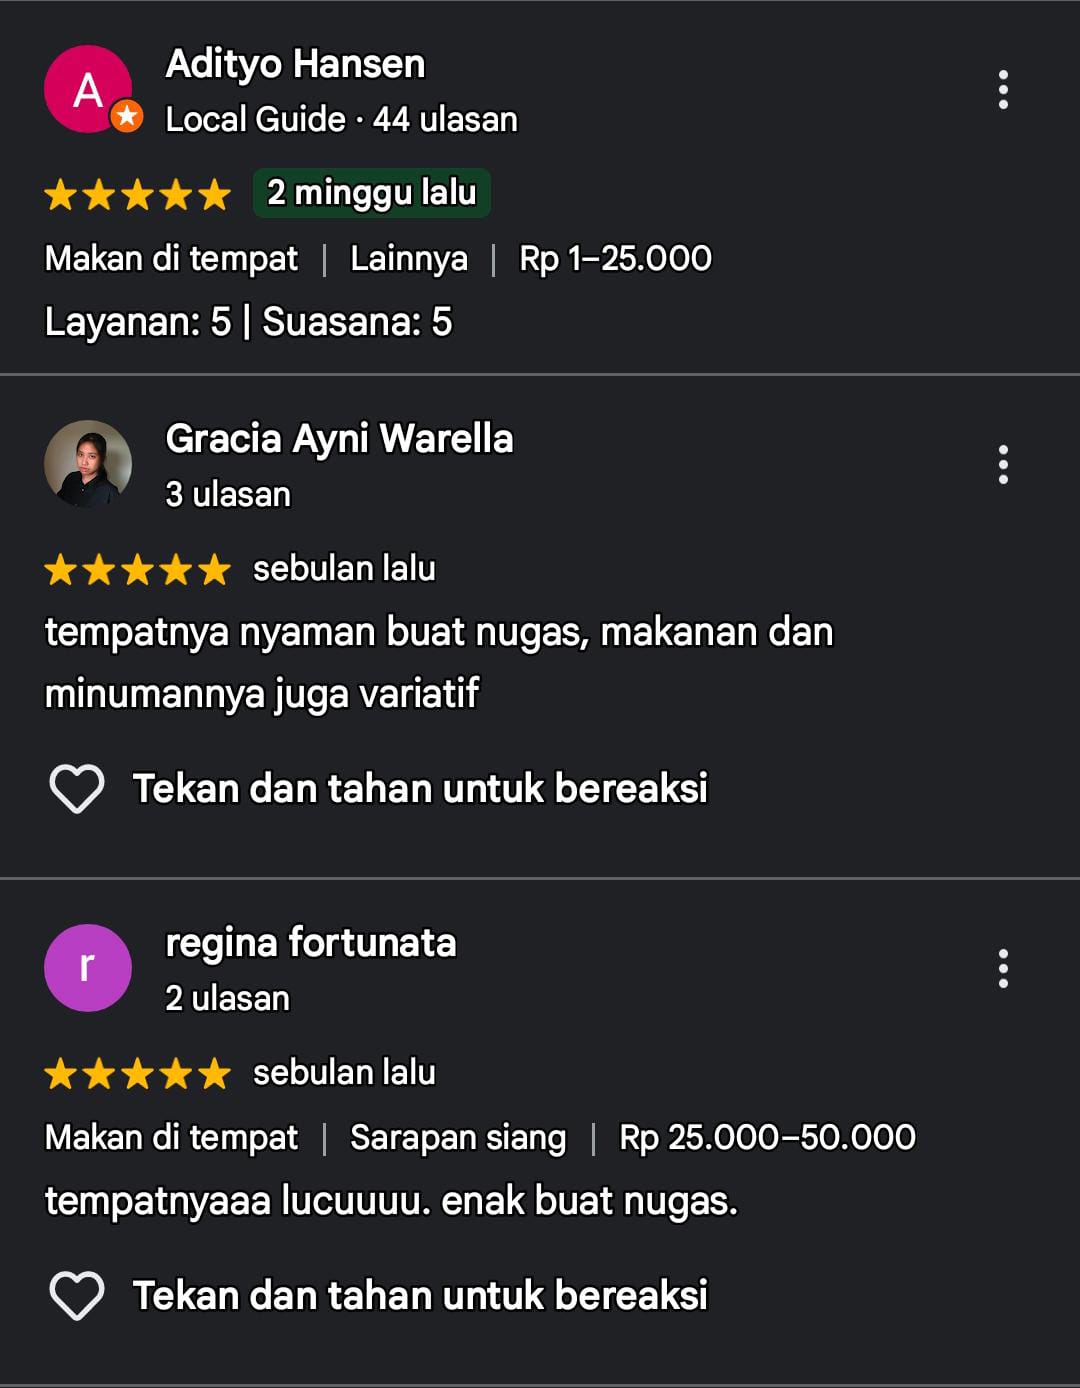 A
Adityo Hansen
Local Guide · 44 ulasan
2 minggu lalu
Makan di tempat | Lainnya | Rp 1–25.000
Layanan: 5 | Suasana: 5
Gracia Ayni Warella
3 ulasan
sebulan lalu
tempatnya nyaman buat nugas, makanan dan
minumannya juga variatif
Tekan dan tahan untuk bereaksi
r
regina fortunata
2 ulasan
sebulan lalu
Makan di tempat | Sarapan siang | Rp 25.000–50.000
tempatnyaaa lucuuuu. enak buat nugas.
Tekan dan tahan untuk bereaksi